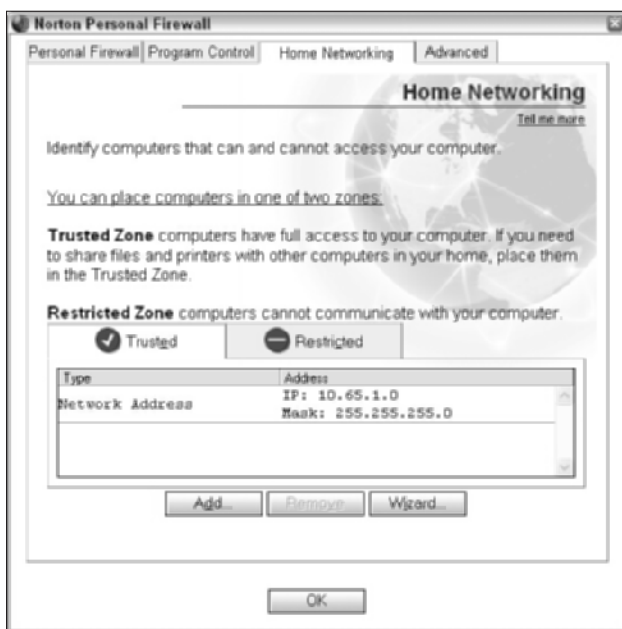 Norton Personal Firewall
Personal Firewall Program Control Home Networking Advanced
Home Networking
Tell me more
Identify computers that can and cannot access your computer.
You can place computers in one of two zones:
Trusted Zone computers have full access to your computer. If you need
to share files and printers with other computers in your home, place them
in the Trusted Zone.
Restricted Zone computers cannot communicate with your computer.
Trusted Restricted
Type Address
Network Address IP: 10.65.1.0
Mask: 255.255.255.0
Add... Remove Wizard...
OK